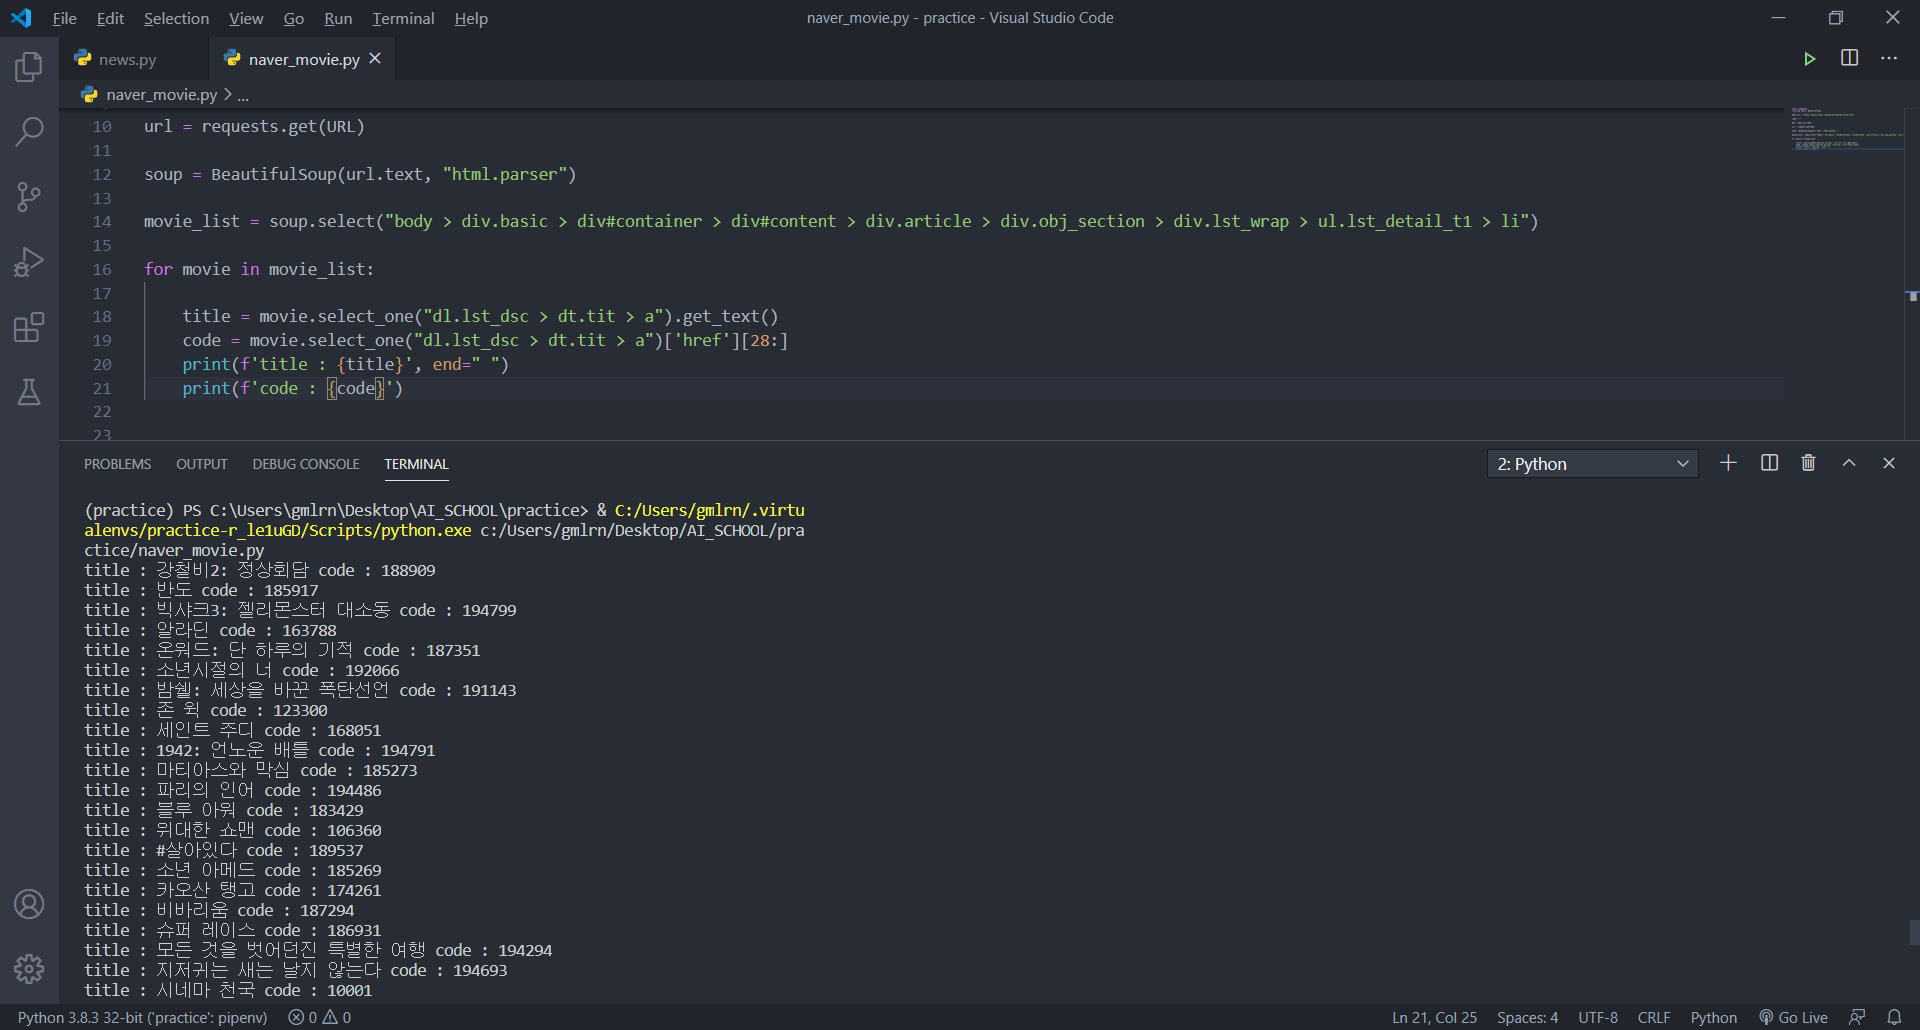 File Edit Selection View Go Run Terminal Help
naver_movie.py - practice - Visual Studio Code
news.py
naver_movie.py
naver_movie.py > ...
10 url = requests.get(URL)
11
12 soup = BeautifulSoup(url.text, "html.parser")
13
14 movie_list = soup.select("body > div.basic > div#container > div#content > div.article > div.obj_section > div.lst_wrap > ul.lst_detail_t1 > li")
15
16 for movie in movie_list:
17
18 title = movie.select_one("dl.lst_dsc > dt.tit > a").get_text()
19 code = movie.select_one("dl.lst_dsc > dt.tit > a")['href'][28:]
20 print(f'title : {title}', end=" ")
21 print(f'code : {code}')
22
23
PROBLEMS OUTPUT DEBUG CONSOLE TERMINAL
2: Python
(practice) PS C:\Users\gmlrn\Desktop\AI_SCHOOL\practice> & C:/Users/gmlrn/.virtu
alenvs/practice-r_le1uGD/Scripts/python.exe c:/Users/gmlrn/Desktop/AI_SCHOOL/pra
ctice/naver_movie.py
title : 강철비2: 정상회담 code : 188909
title : 반도 code : 185917
title : 빅샤크3: 젤리몬스터 대소동 code : 194799
title : 알라딘 code : 163788
title : 온워드: 단 하루의 기적 code : 187351
title : 소년시절의 너 code : 192066
title : 밤쉘: 세상을 바꾼 폭탄선언 code : 191143
title : 존 윅 code : 123300
title : 세인트 주디 code : 168051
title : 1942: 언노운 배틀 code : 194791
title : 마티아스와 막심 code : 185273
title : 파리의 인어 code : 194486
title : 블루 아워 code : 183429
title : 위대한 쇼맨 code : 106360
title : #살아있다 code : 189537
title : 소년 아메드 code : 185269
title : 카오산 탱고 code : 174261
title : 비바리움 code : 187294
title : 슈퍼 레이스 code : 186931
title : 모든 것을 벗어던진 특별한 여행 code : 194294
title : 지저귀는 새는 날지 않는다 code : 194693
title : 시네마 천국 code : 10001
Python 3.8.3 32-bit ('practice': pipenv) 0 0
Ln 21, Col 25 Spaces: 4 UTF-8 CRLF Python Go Live